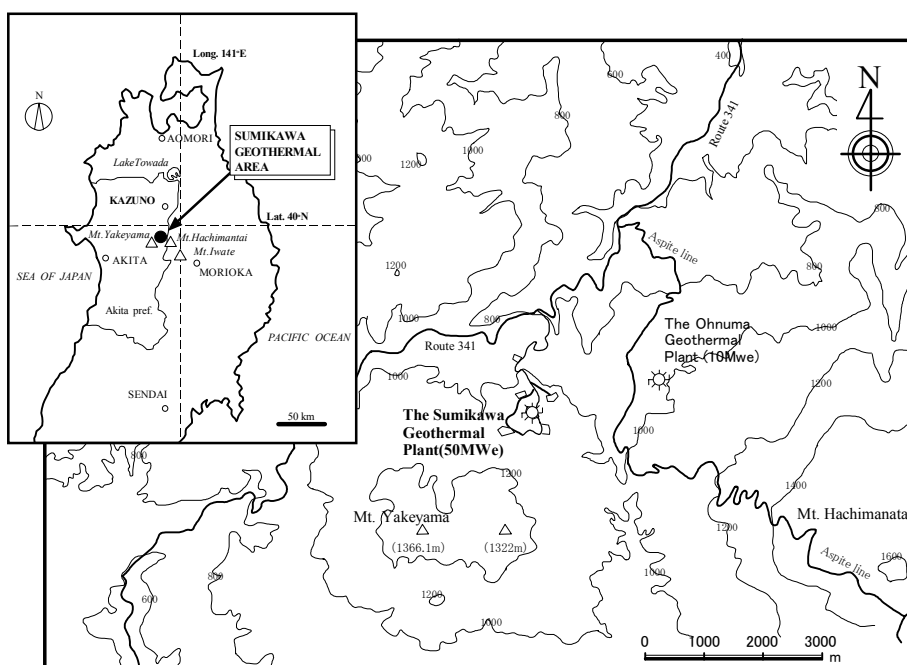 Long. 141°E
N
SUMIKAWA
GEOTHERMAL
AREA
AOMORI
Lake Towada
KAZUNO
Lat. 40°N
Mt.Yakeyama
Mt.Hachimantai
Mt.Iwate
SEA OF JAPAN
AKITA
MORIOKA
Akita pref.
PACIFIC OCEAN
SENDAI
50 km
400
600
N
800
Route 341
1000
1200
800
Aspite line
1200
800
1000
800
Route 341
The Ohnuma
Geothermal
Plant (10Mwe)
1000
1000
1200
The Sumikawa
Geothermal
Plant(50MWe)
1000
800
1200
1400
Mt. Yakeyama
(1366.1m)
(1322m)
1200
Mt. Hachimanata
Aspite line
1600
800
600
1000
1200
1000
0 1000 2000 3000
m